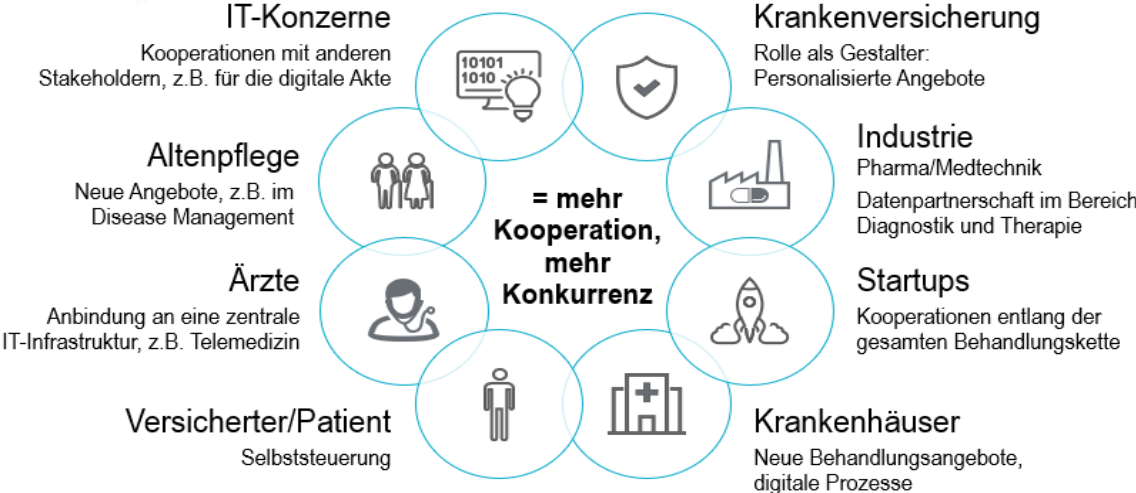 IT-Konzerne
Kooperationen mit anderen
Stakeholdern, z.B. für die digitale Akte
10101
1010
Krankenversicherung
Rolle als Gestalter:
Personalisierte Angebote
Altenpflege
Neue Angebote, z.B. im
Disease Management
Industrie
Pharma/Medtechnik
Datenpartnerschaft im Bereich
Diagnostik und Therapie
= mehr
Kooperation,
mehr
Konkurrenz
Ärzte
Anbindung an eine zentrale
IT-Infrastruktur, z.B. Telemedizin
Startups
Kooperationen entlang der
gesamten Behandlungskette
Versicherter/Patient
Selbststeuerung
Krankenhäuser
Neue Behandlungsangebote,
digitale Prozesse